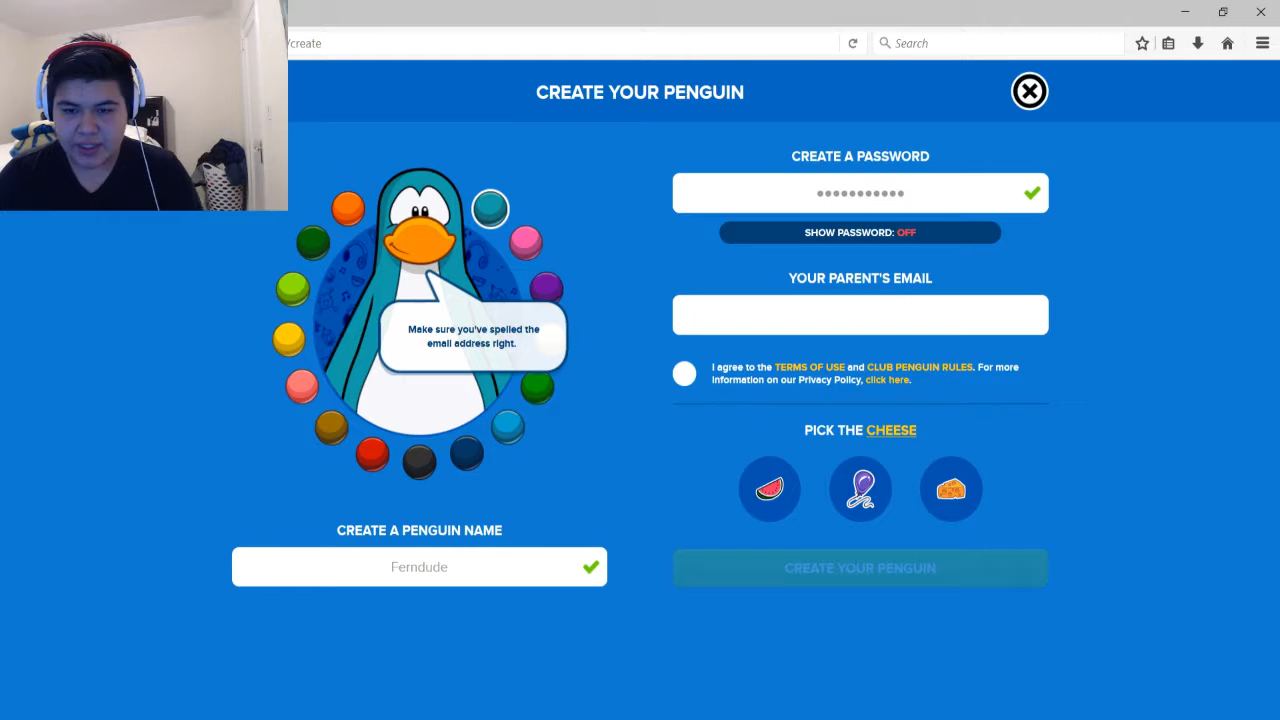 /create
Search
CREATE YOUR PENGUIN
CREATE A PASSWORD
SHOW PASSWORD: OFF
YOUR PARENT'S EMAIL
Make sure you've spelled the
email address right.
I agree to the TERMS OF USE and CLUB PENGUIN RULES. For more
information on our Privacy Policy, click here.
PICK THE CHEESE
CREATE A PENGUIN NAME
Ferndude
CREATE YOUR PENGUIN